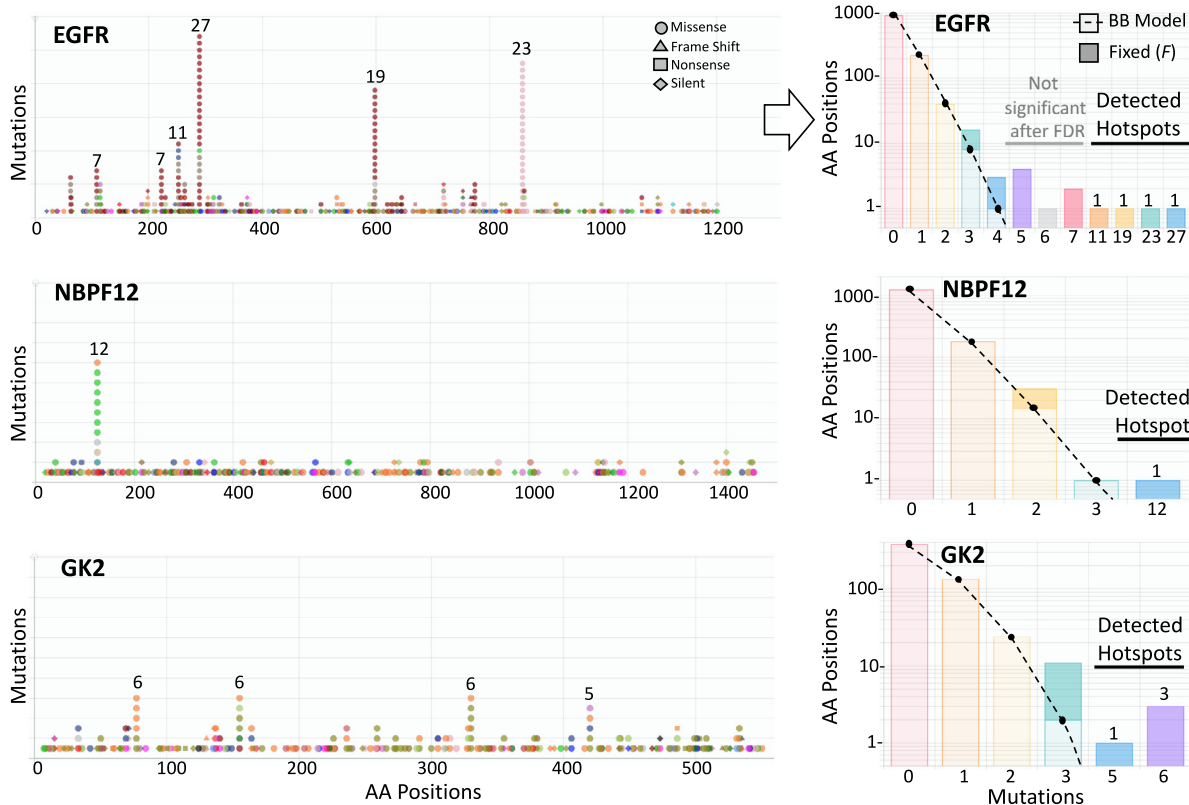 EGFR
27
23
19
11
7
7
Missense
Frame Shift
Nonsense
Silent
Mutations
0 200 400 600 800 1000 1200
EGFR
BB Model
Fixed (F)
Not
significant
after FDR
Detected
Hotspots
AA Positions
1000-
100-
10-
1-
1 1 1 1
0 1 2 3 4 5 6 7 11 19 23 27
NBPF12
12
Mutations
0 200 400 600 800 1000 1200 1400
NBPF12
Detected
Hotspot
AA Positions
1000-
100-
10-
1-
1
0 1 2 3 12
GK2
6 6 6 5
Mutations
0 100 200 300 400 500
AA Positions
GK2
Detected
Hotspots
AA Positions
100-
10-
1-
1 3
0 1 2 3 5 6
Mutations